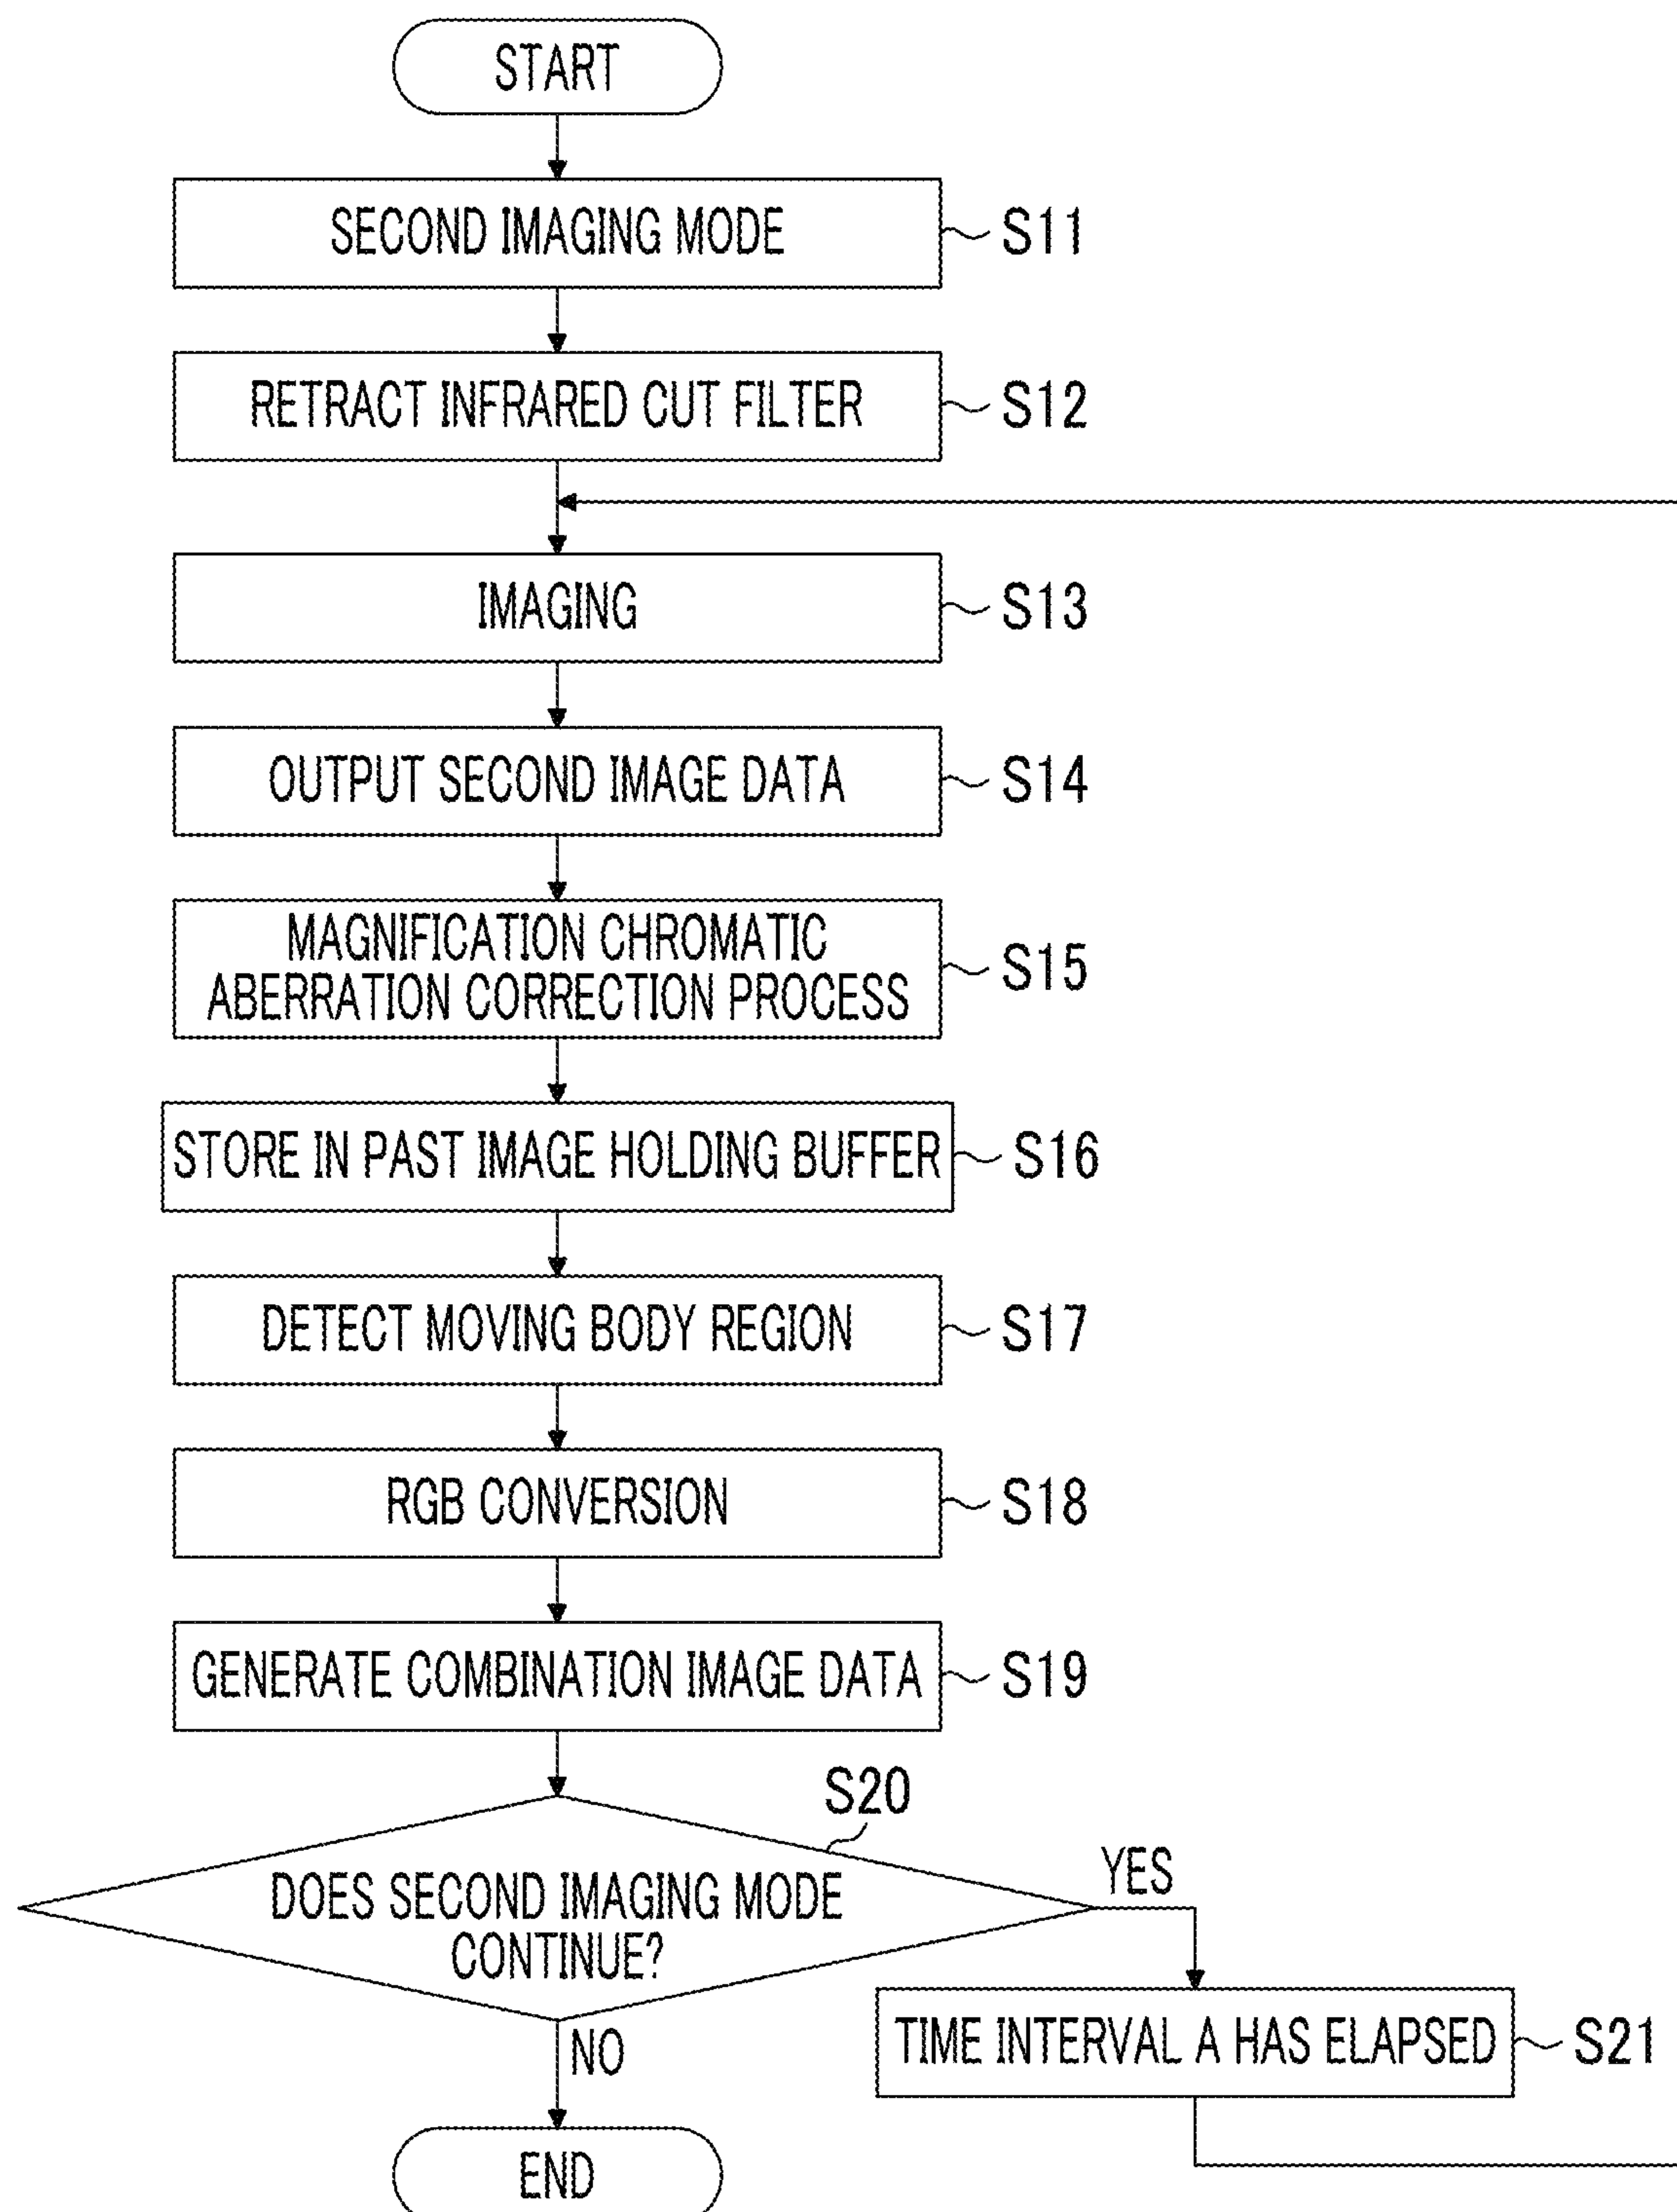 START
SECOND IMAGING MODE
S11
RETRACT INFRARED CUT FILTER
S12
IMAGING
S13
OUTPUT SECOND IMAGE DATA
S14
MAGNIFICATION CHROMATIC
ABERRATION CORRECTION PROCESS
S15
STORE IN PAST IMAGE HOLDING BUFFER
S16
DETECT MOVING BODY REGION
S17
RGB CONVERSION
S18
GENERATE COMBINATION IMAGE DATA
S19
S20
DOES SECOND IMAGING MODE
CONTINUE?
YES
TIME INTERVAL A HAS ELAPSED
S21
NO
END